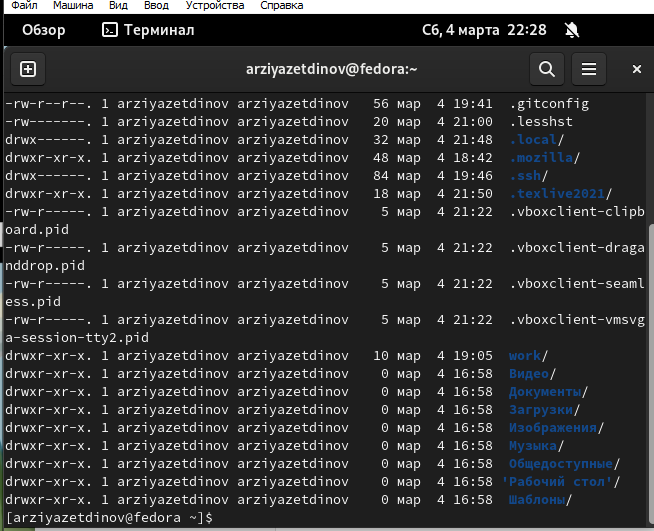 Файл Машина Вид Ввод Устройства Справка
Обзор Терминал Сб, 4 марта 22:28
arziyazetdinov@fedora:~
-rw-r--r--. 1 arziyazetdinov arziyazetdinov 56 мар 4 19:41 .gitconfig
-rw-------. 1 arziyazetdinov arziyazetdinov 20 мар 4 21:00 .lesshst
drwx------. 1 arziyazetdinov arziyazetdinov 32 мар 4 21:48 .local/
drwxr-xr-x. 1 arziyazetdinov arziyazetdinov 48 мар 4 18:42 .mozilla/
drwx------. 1 arziyazetdinov arziyazetdinov 84 мар 4 19:46 .ssh/
drwxr-xr-x. 1 arziyazetdinov arziyazetdinov 18 мар 4 21:50 .texlive2021/
-rw-r-----. 1 arziyazetdinov arziyazetdinov 5 мар 4 21:22 .vboxclient-clipb
oard.pid
-rw-r-----. 1 arziyazetdinov arziyazetdinov 5 мар 4 21:22 .vboxclient-draga
nddrop.pid
-rw-r-----. 1 arziyazetdinov arziyazetdinov 5 мар 4 21:22 .vboxclient-seaml
ess.pid
-rw-r-----. 1 arziyazetdinov arziyazetdinov 5 мар 4 21:22 .vboxclient-vmsvg
a-session-tty2.pid
drwxr-xr-x. 1 arziyazetdinov arziyazetdinov 10 мар 4 19:05 work/
drwxr-xr-x. 1 arziyazetdinov arziyazetdinov 0 мар 4 16:58 Видео/
drwxr-xr-x. 1 arziyazetdinov arziyazetdinov 0 мар 4 16:58 Документы/
drwxr-xr-x. 1 arziyazetdinov arziyazetdinov 0 мар 4 16:58 Загрузки/
drwxr-xr-x. 1 arziyazetdinov arziyazetdinov 0 мар 4 16:58 Изображения/
drwxr-xr-x. 1 arziyazetdinov arziyazetdinov 0 мар 4 16:58 Музыка/
drwxr-xr-x. 1 arziyazetdinov arziyazetdinov 0 мар 4 16:58 Общедоступные/
drwxr-xr-x. 1 arziyazetdinov arziyazetdinov 0 мар 4 16:58 'Рабочий стол'/
drwxr-xr-x. 1 arziyazetdinov arziyazetdinov 0 мар 4 16:58 Шаблоны/
[arziyazetdinov@fedora ~]$